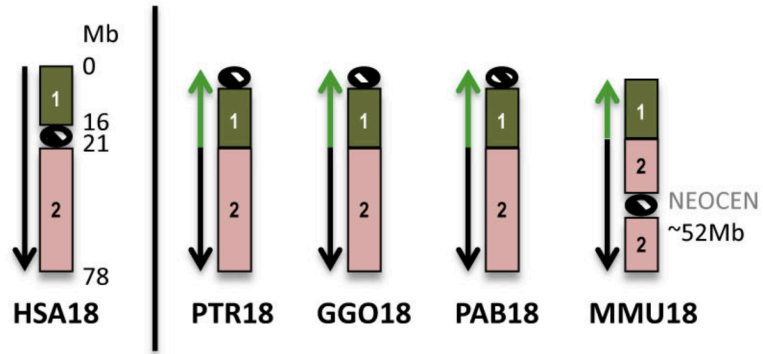 Mb
0
1
16
21
2
78
HSA18
1
2
PTR18
1
2
GGO18
1
2
PAB18
1
2
NEOCEN
~52Mb
2
MMU18